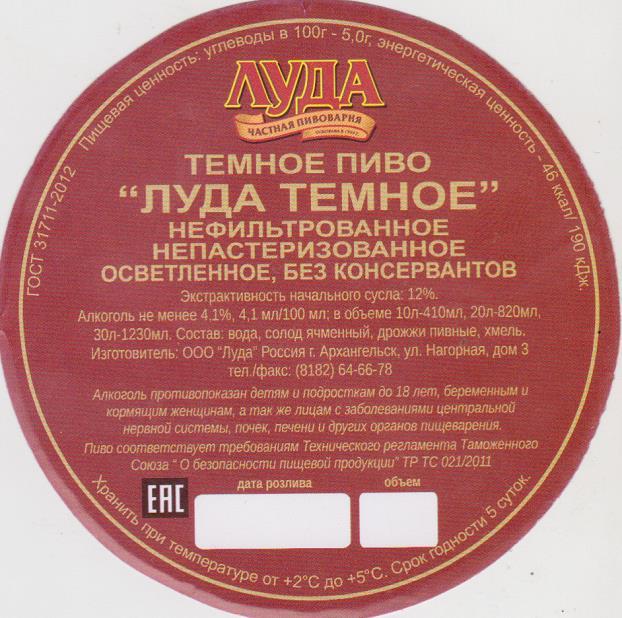 Пищевая ценность: углеводы в 100г - 5,0г, энергетическая ценность - 46 ккал/ 190 кДж.
ГОСТ 31711-2012
ЛУДА
ЧАСТНАЯ ПИВОВАРНЯ
ТЕМНОЕ ПИВО
“ЛУДА ТЕМНОЕ”
НЕФИЛЬТРОВАННОЕ
НЕПАСТЕРИЗОВАННОЕ
ОСВЕТЛЕННОЕ, БЕЗ КОНСЕРВАНТОВ
Экстрактивность начального сусла: 12%.
Алкоголь не менее 4.1%, 4,1 мл/100 мл; в объеме 10л-410мл, 20л-820мл,
30л-1230мл. Состав: вода, солод ячменный, дрожжи пивные, хмель.
Изготовитель: ООО “Луда” Россия г. Архангельск, ул. Нагорная, дом 3
тел./факс: (8182) 64-66-78
Алкоголь противопоказан детям и подросткам до 18 лет, беременным и
кормящим женщинам, а так же лицам с заболеваниями центральной
нервной системы, почек, печени и других органов пищеварения.
Пиво соответствует требованиям Технического регламента Таможенного
Союза “ О безопасности пищевой продукции” ТР ТС 021/2011
ЕАС
дата розлива
объем
Хранить при температуре от +2°С до +5°С. Срок годности 5 суток.